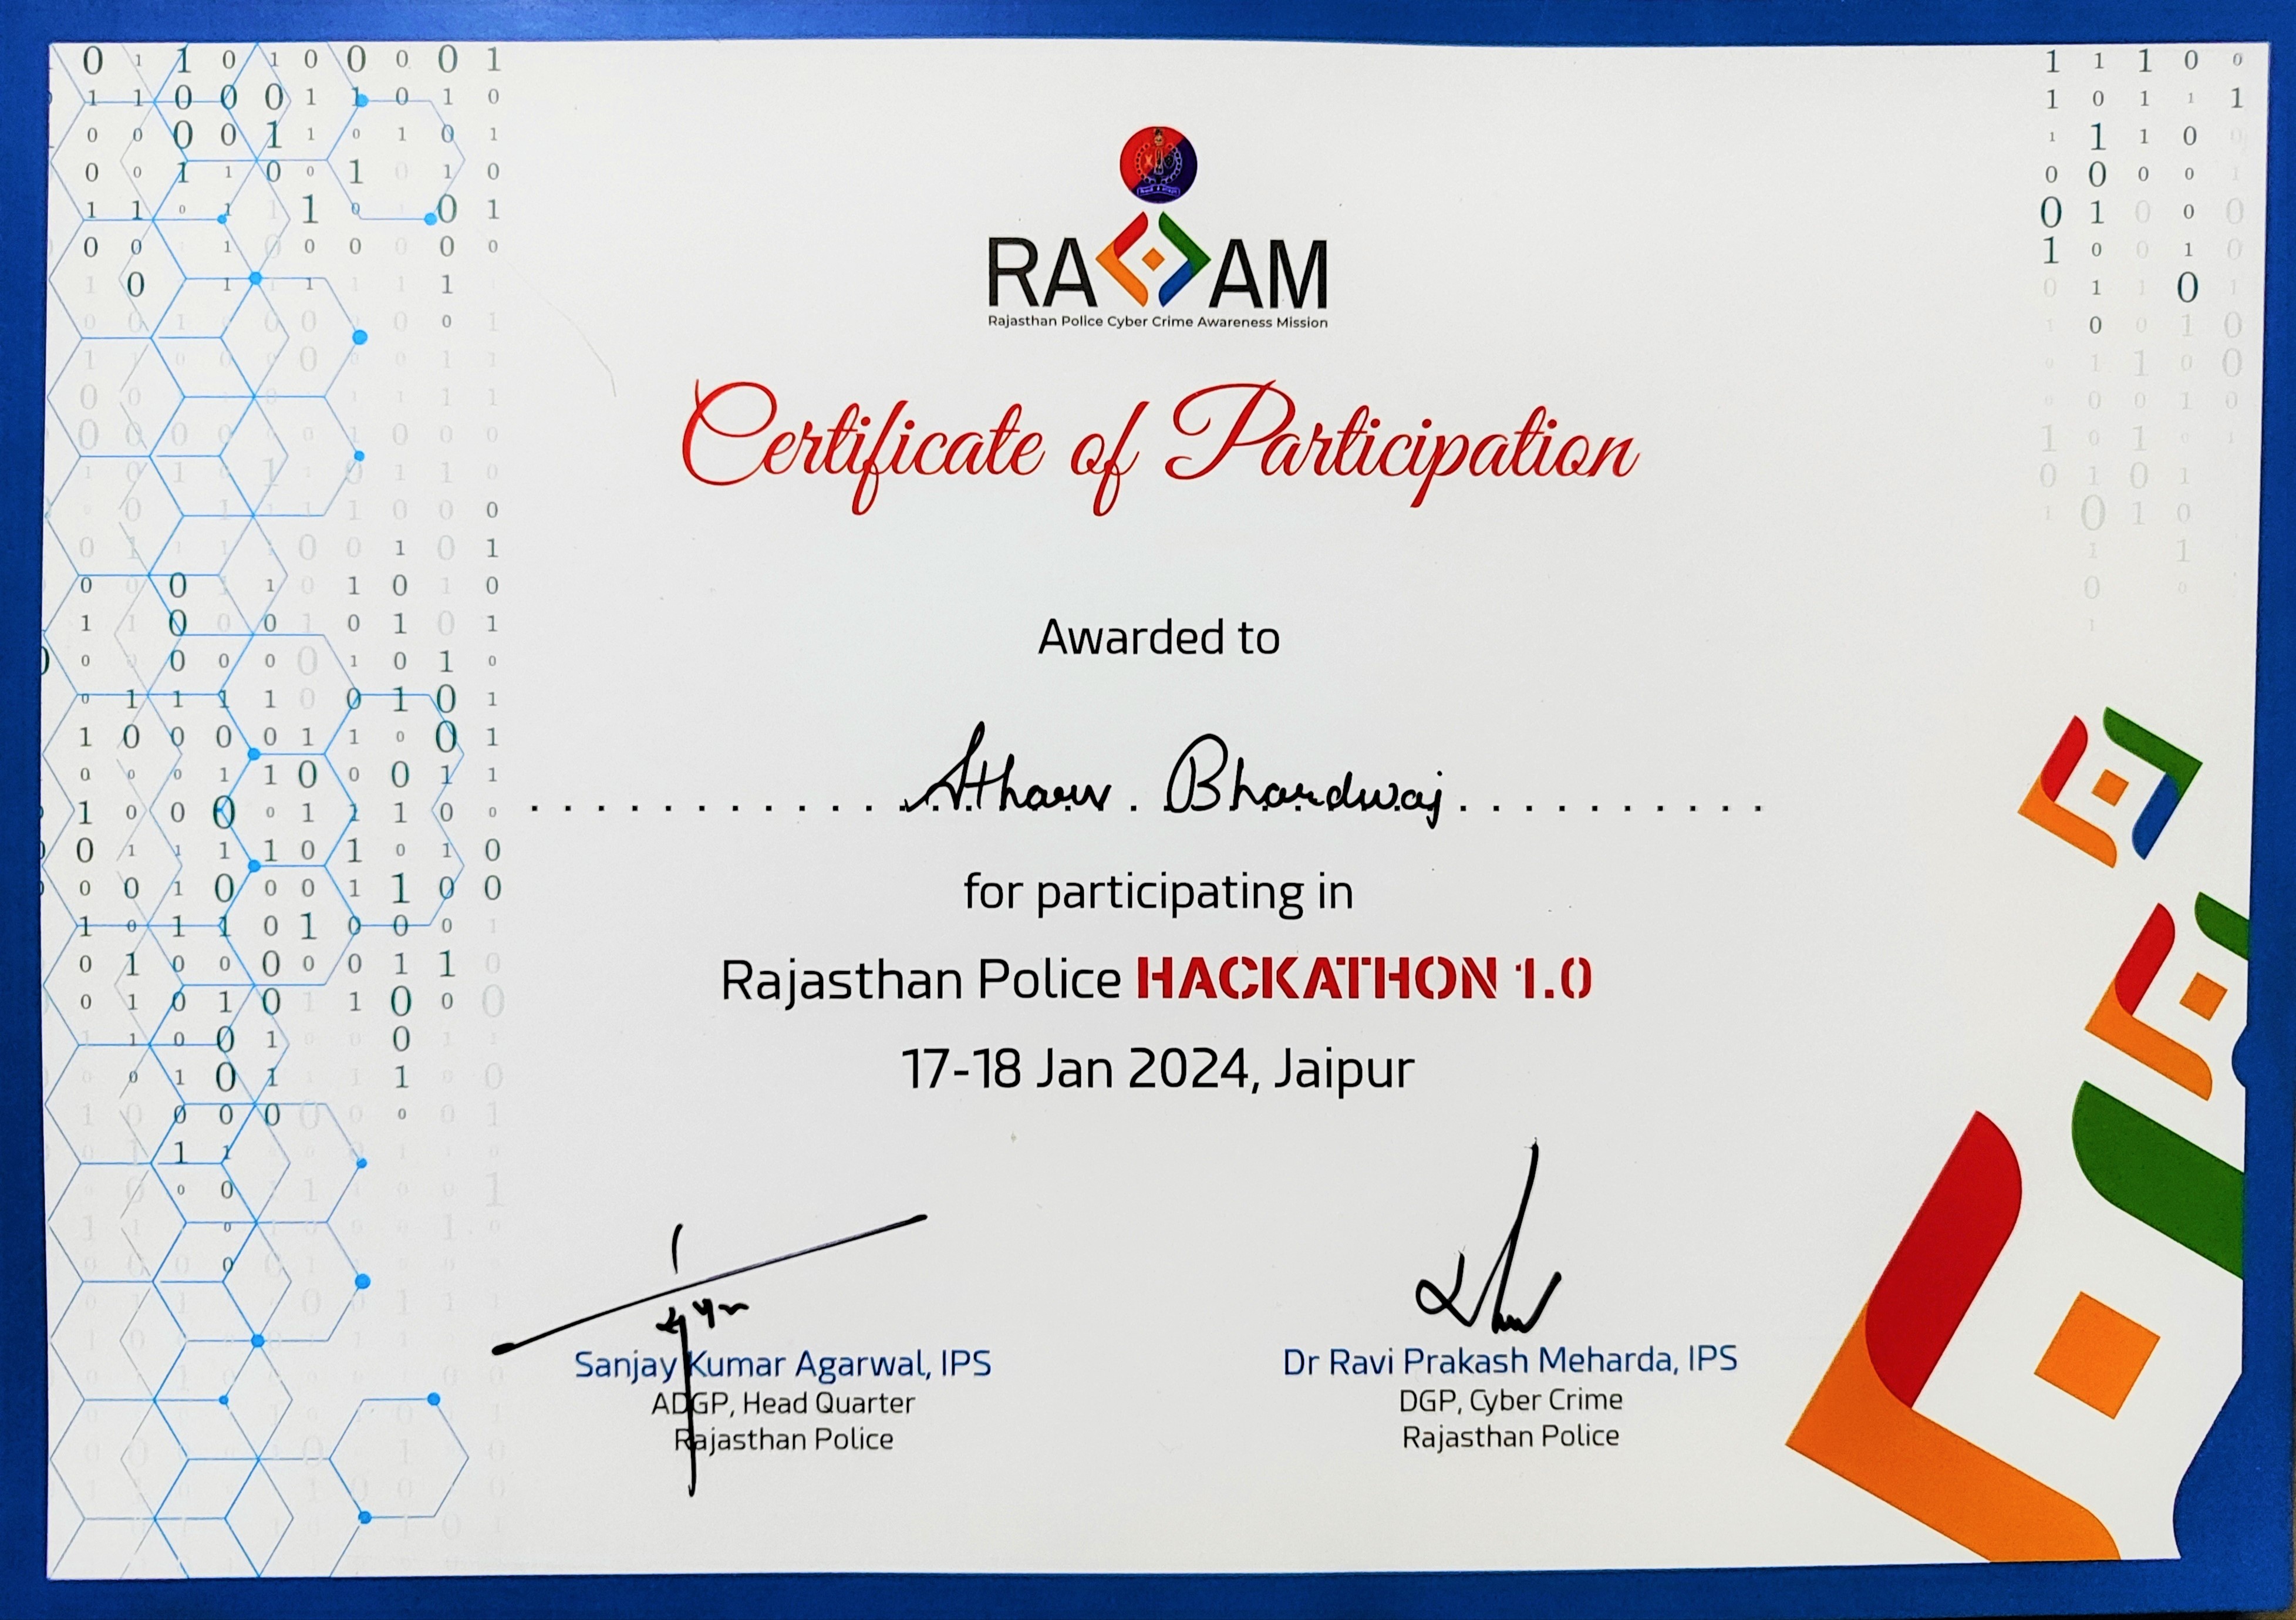 RA AM
Rajasthan Police Cyber Crime Awareness Mission
Certificate of Participation
Awarded to
Atharv Bhardwaj
for participating in
Rajasthan Police HACKATHON 1.0
17-18 Jan 2024, Jaipur
Sanjay Kumar Agarwal, IPS
ADGP, Head Quarter
Rajasthan Police
Dr Ravi Prakash Meharda, IPS
DGP, Cyber Crime
Rajasthan Police